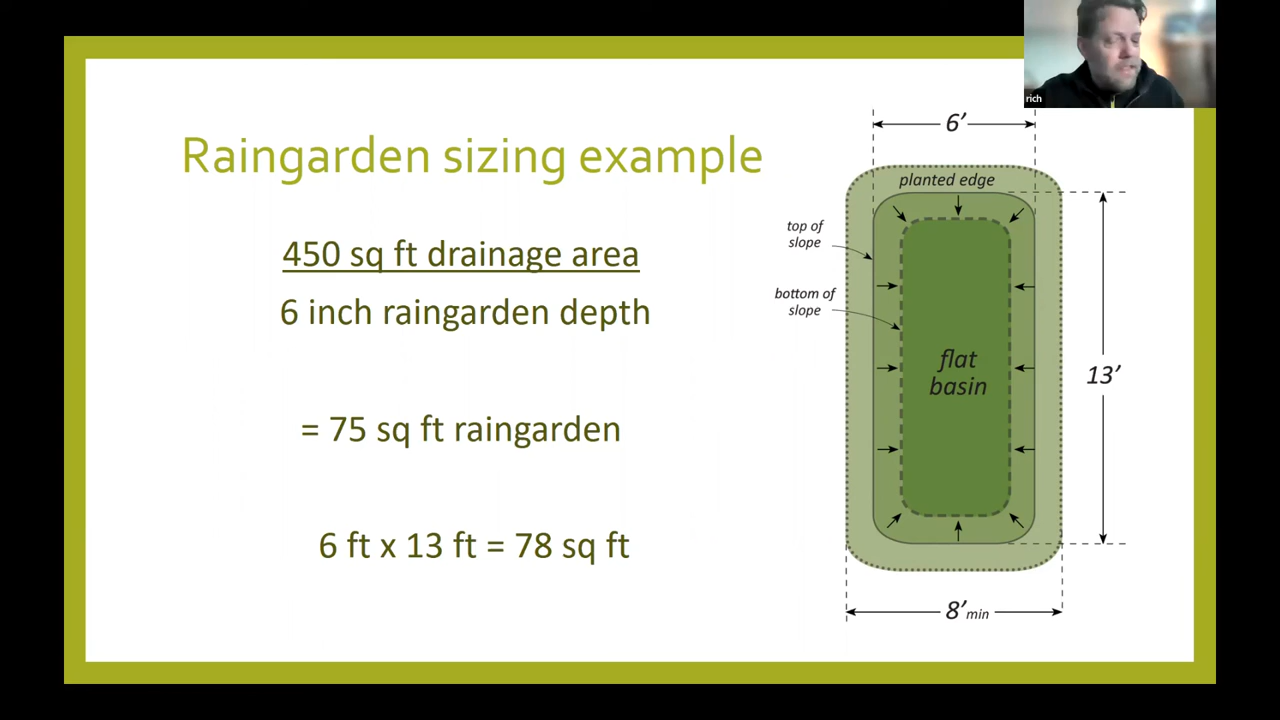 rich
Raingarden sizing example
450 sq ft drainage area
6 inch raingarden depth
= 75 sq ft raingarden
6 ft x 13 ft = 78 sq ft
6’
planted edge
top of
slope
bottom of
slope
flat
basin
13’
8’ min